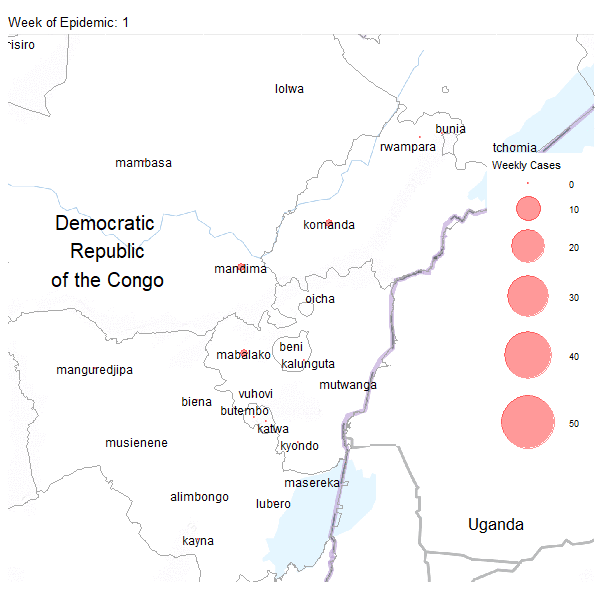 Week of Epidemic: 1
risiro
lolwa
bunia
rwampara
tchomia
mambasa
Weekly Cases
0
10
20
30
40
50
Democratic
Republic
of the Congo
komanda
mandima
oicha
beni
mabalako
kalunguta
manguredjipa
mutwanga
vuhovi
biena
butembo
katwa
musienene
kyondo
masereka
alimbongo
lubero
Uganda
kayna